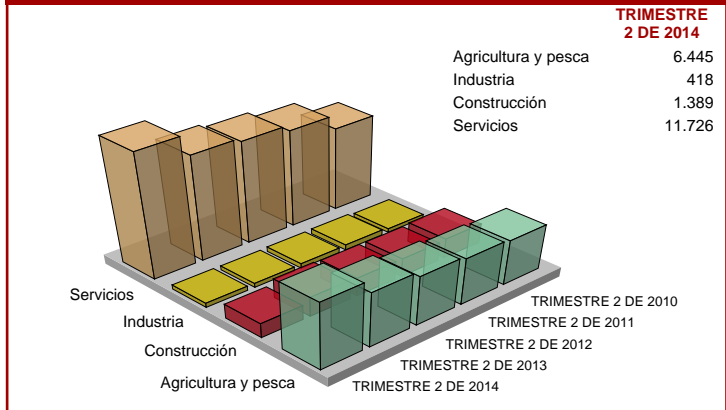 TRIMESTRE
2 DE 2014
Agricultura y pesca 6.445
Industria 418
Construcción 1.389
Servicios 11.726
Servicios
Industria
Construcción
Agricultura y pesca
TRIMESTRE 2 DE 2010
TRIMESTRE 2 DE 2011
TRIMESTRE 2 DE 2012
TRIMESTRE 2 DE 2013
TRIMESTRE 2 DE 2014